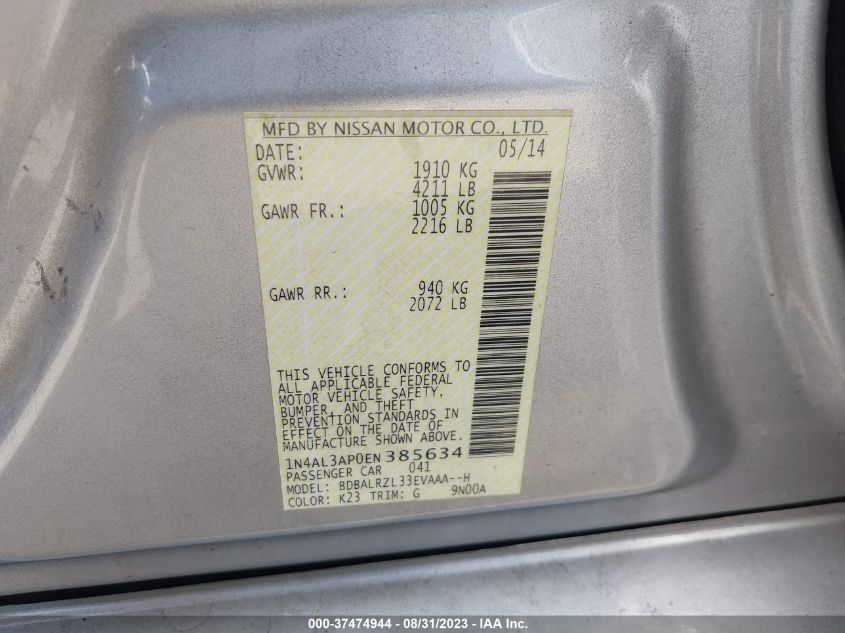 MFD BY NISSAN MOTOR CO., LTD.
DATE: 05/14
GVWR: 1910 KG
4211 LB
GAWR FR.: 1005 KG
2216 LB
GAWR RR.: 940 KG
2072 LB
THIS VEHICLE CONFORMS TO
ALL APPLICABLE FEDERAL
MOTOR VEHICLE SAFETY,
BUMPER, AND THEFT
PREVENTION STANDARDS IN
EFFECT ON THE DATE OF
MANUFACTURE SHOWN ABOVE.
1N4AL3AP0EN 385634
PASSENGER CAR 041
MODEL: BDBALRZL33EVAAA--H
COLOR: K23 TRIM: G 9N00A
000-37474944 - 08/31/2023 - IAA Inc.